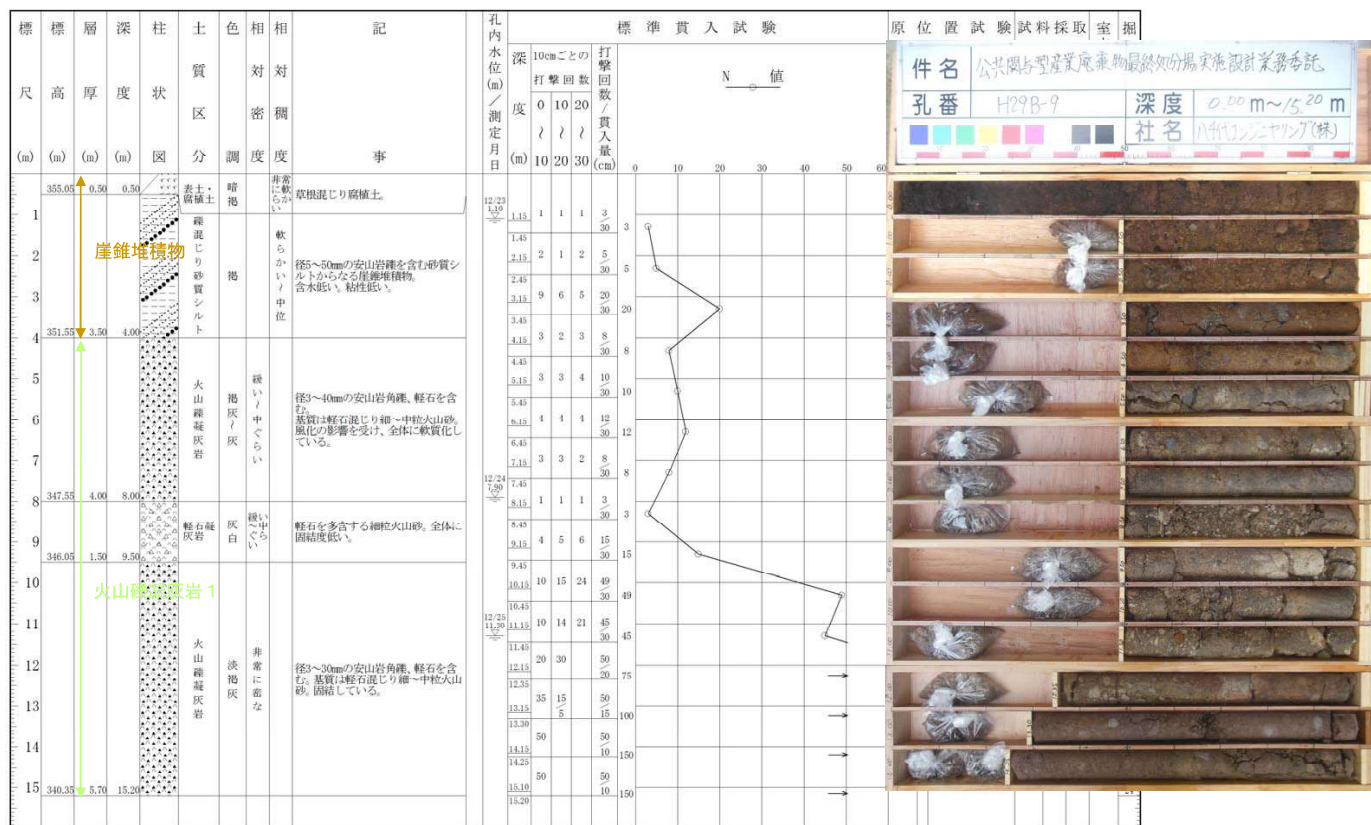 標尺(m)
標高(m)
層厚(m)
深度(m)
柱状図
土質区分
色調
相対密度
相対稠度
記事
孔内水位(m)/測定月日
標準貫入試験
深度(m)
10cmごとの打撃回数
0~10
10~20
20~30
打撃回数/貫入量(cm)
N値
0 10 20 30 40 50 60
原位置試験
試料採取
室
掘
1
2
3
4
5
6
7
8
9
10
11
12
13
14
15
崖錐堆積物
火山礫凝灰岩1
355.05 0.50 0.50
表土・腐植土
暗褐
非常に軟らかい
草根混じり腐植土。
351.55 3.50 4.00
礫混じり砂質シルト
褐
軟らかい~中位
径5~50mmの安山岩礫を含む砂質シ
ルトからなる崖錐堆積物。
含水低い。粘性低い。
347.55 4.00 8.00
火山礫凝灰岩
褐灰~灰
緩い~中ぐらい
径3~40mmの安山岩角礫、軽石を含
む。
基質は軽石混じり細~中粒火山砂。
風化の影響を受け、全体に軟質化し
ている。
346.05 1.50 9.50
軽石凝灰岩
灰白
緩い~中ぐらい
軽石を多含する細粒火山砂。全体に
固結度低い。
340.35 5.70 15.20
火山礫凝灰岩
淡褐灰
非常に密な
径3~30mmの安山岩角礫、軽石を含
む。基質は軽石混じり細~中粒火山
砂。固結している。
12/23
1.10
12/24
7.90
12/25
11.30
1.15 1 1 1 3/30 3
1.45
2.15 2 1 2 5/30 5
2.45
3.15 9 6 5 20/30 20
3.45
4.15 3 2 3 8/30 8
4.45
5.15 3 3 4 10/30 10
5.45
6.15 4 4 4 12/30 12
6.45
7.15 3 3 2 8/30 8
7.45
8.15 1 1 1 3/30 3
8.45
9.15 4 5 6 15/30 15
9.45
10.15 10 15 24 49/30 49
10.45
11.15 10 14 21 45/30 45
11.45
12.15 20 30 50/20 75
12.35
13.15 35 15/5 50/15 100
13.30
14.15 50 50/10 150
14.25
15.10 50 50/10 150
15.20
件名 公共関与型産業廃棄物最終処分場実施設計業務委託
孔番 H29B-9 深度 0.00m~15.20m
社名 八千代エンジニヤリング(株)